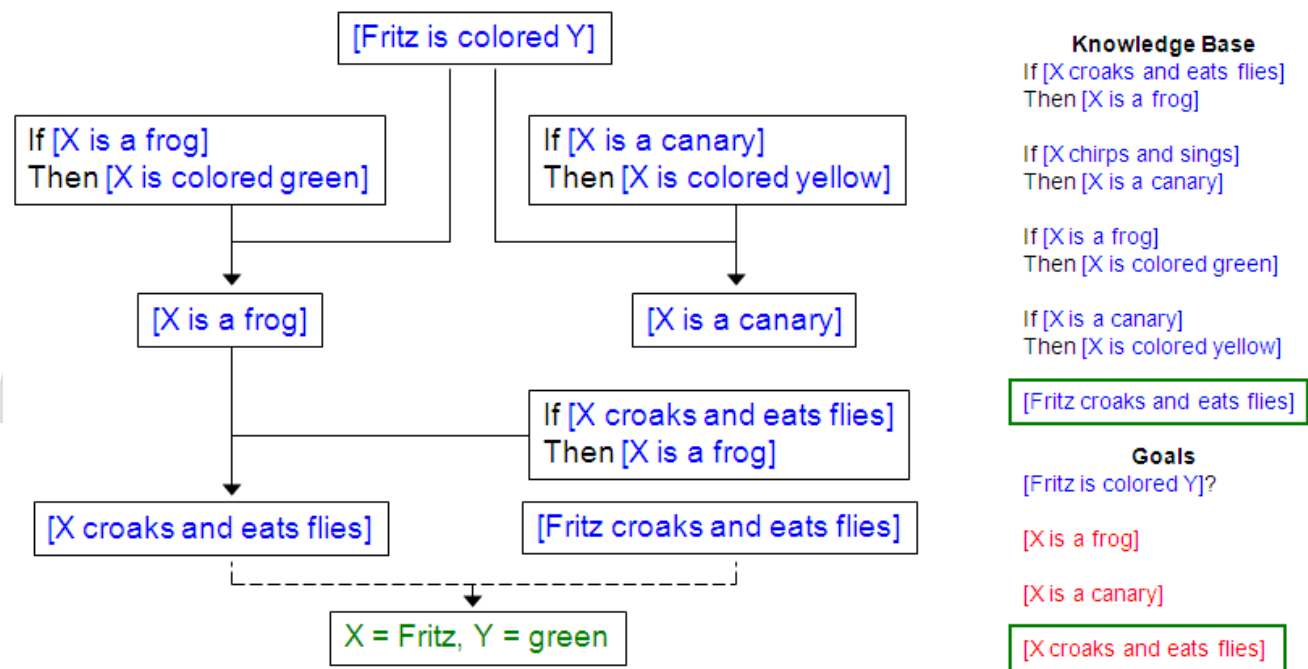 [Fritz is colored Y]
If [X is a frog]
Then [X is colored green]
If [X is a canary]
Then [X is colored yellow]
[X is a frog]
[X is a canary]
If [X croaks and eats flies]
Then [X is a frog]
[X croaks and eats flies]
[Fritz croaks and eats flies]
X = Fritz, Y = green
Knowledge Base
If [X croaks and eats flies]
Then [X is a frog]
If [X chirps and sings]
Then [X is a canary]
If [X is a frog]
Then [X is colored green]
If [X is a canary]
Then [X is colored yellow]
[Fritz croaks and eats flies]
Goals
[Fritz is colored Y]?
[X is a frog]
[X is a canary]
[X croaks and eats flies]